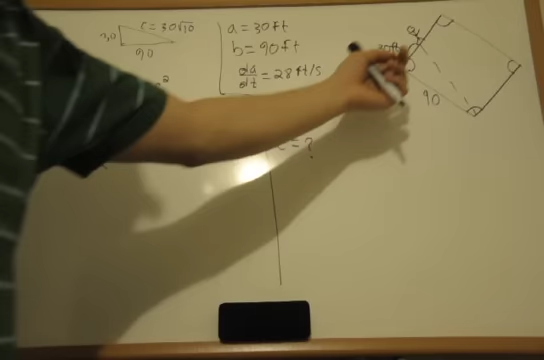 c = 30√10
30
90
a = 30 ft
b = 90 ft
da/dt = 28 ft/s
= ?
30ft
a
90